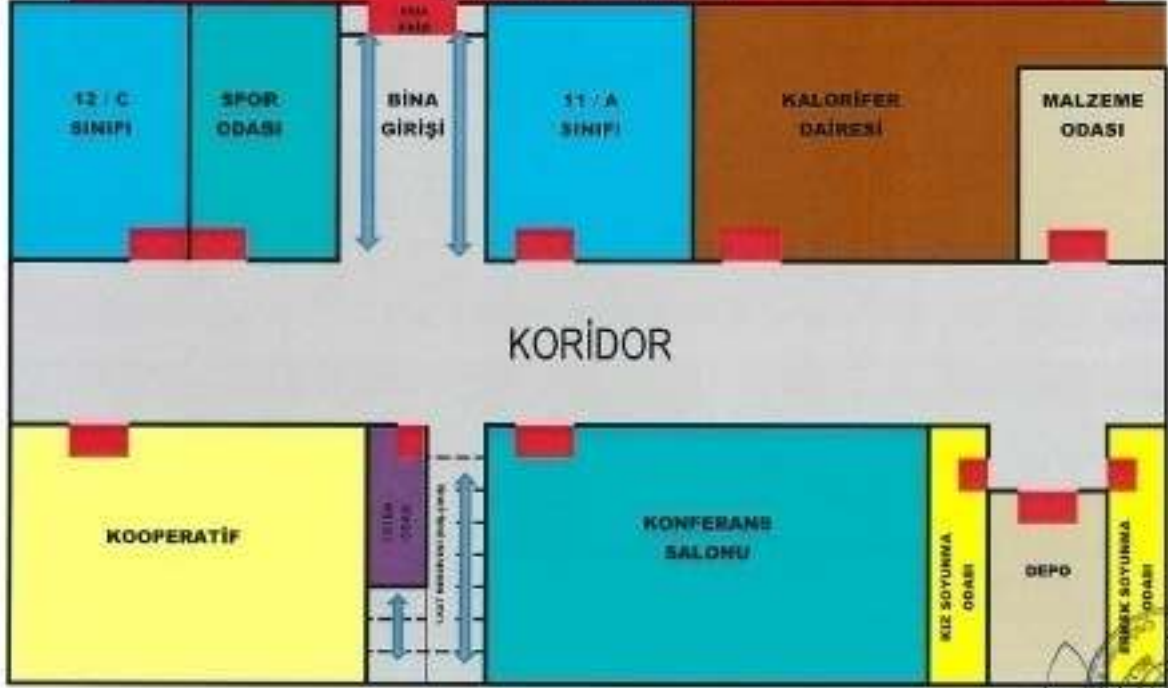 12 / C
SINIFI
SPOR
ODASI
BİNA
GİRİŞİ
11 / A
SINIFI
KALORİFER
DAİRESİ
MALZEME
ODASI
KORİDOR
KOOPERATİF
KONFERANS
SALONU
KIZ SOYUNMA
ODASI
DEPO
ERKEK SOYUNMA
ODASI